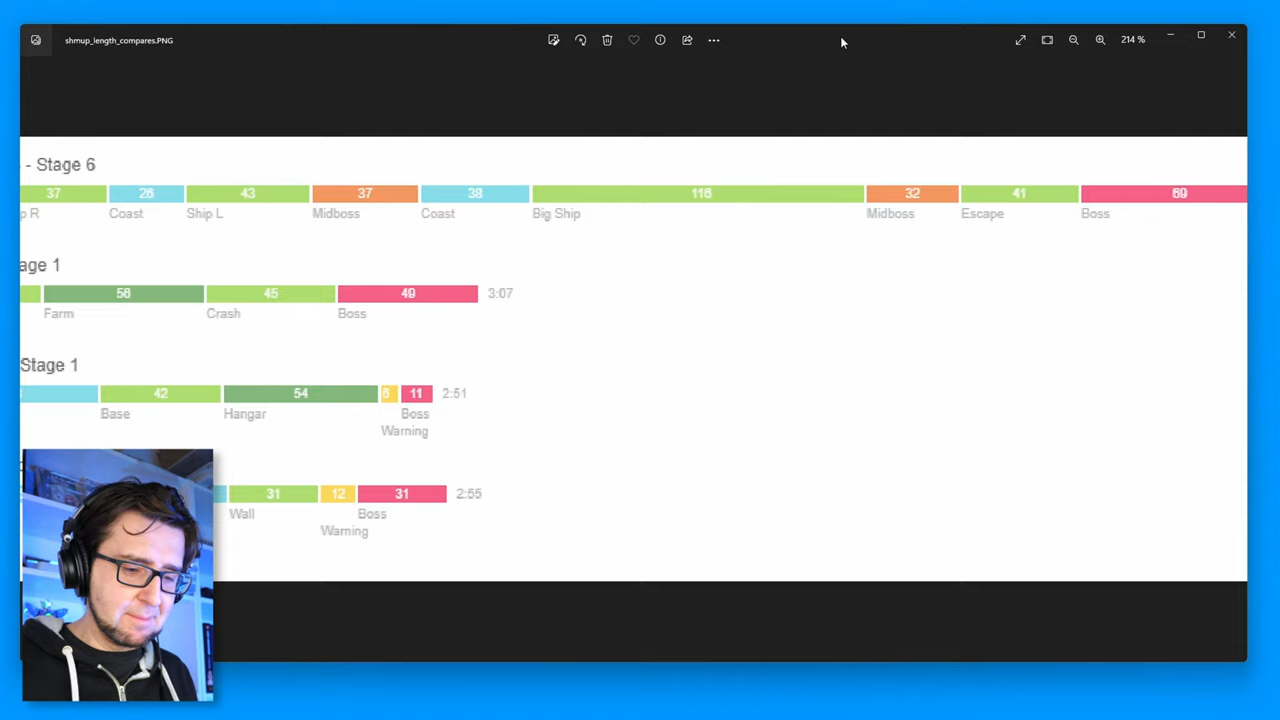 shmup_length_compares.PNG
214 %
- Stage 6
37 26 43 37 38 116 32 41 69
p R Coast Ship L Midboss Coast Big Ship Midboss Escape Boss
age 1
56 45 49 3:07
Farm Crash Boss
Stage 1
42 54 6 11 2:51
Base Hangar Boss
Warning
31 12 31 2:55
Wall Boss
Warning